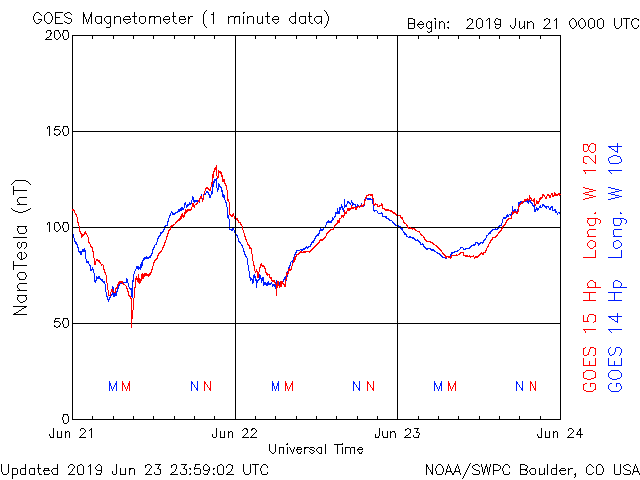 GOES Magnetometer (1 minute data)
Begin: 2019 Jun 21 0000 UTC
200
150
100
50
0
NanoTesla (nT)
M M N N M M N N M M N N
Jun 21 Jun 22 Jun 23 Jun 24
Universal Time
GOES 15 Hp Long. W 128
GOES 14 Hp Long. W 104
Updated 2019 Jun 23 23:59:02 UTC
NOAA/SWPC Boulder, CO USA